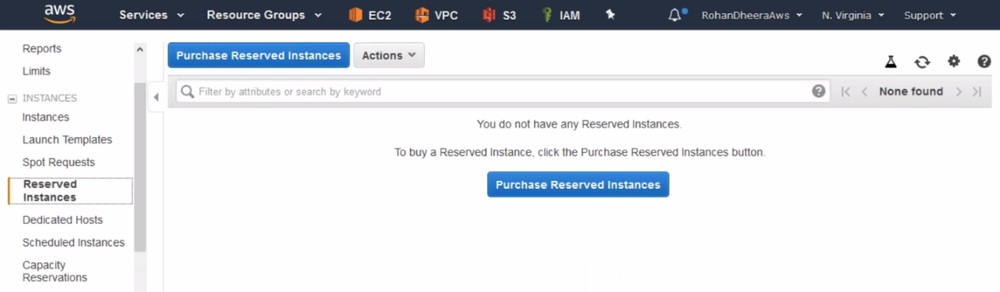 aws Services Resource Groups EC2 VPC S3 IAM RohanDheeraAws N. Virginia Support
Reports
Limits
INSTANCES
Instances
Launch Templates
Spot Requests
Reserved
Instances
Dedicated Hosts
Scheduled Instances
Capacity
Reservations
Purchase Reserved Instances Actions
Filter by attributes or search by keyword None found
You do not have any Reserved Instances.
To buy a Reserved Instance, click the Purchase Reserved Instances button.
Purchase Reserved Instances